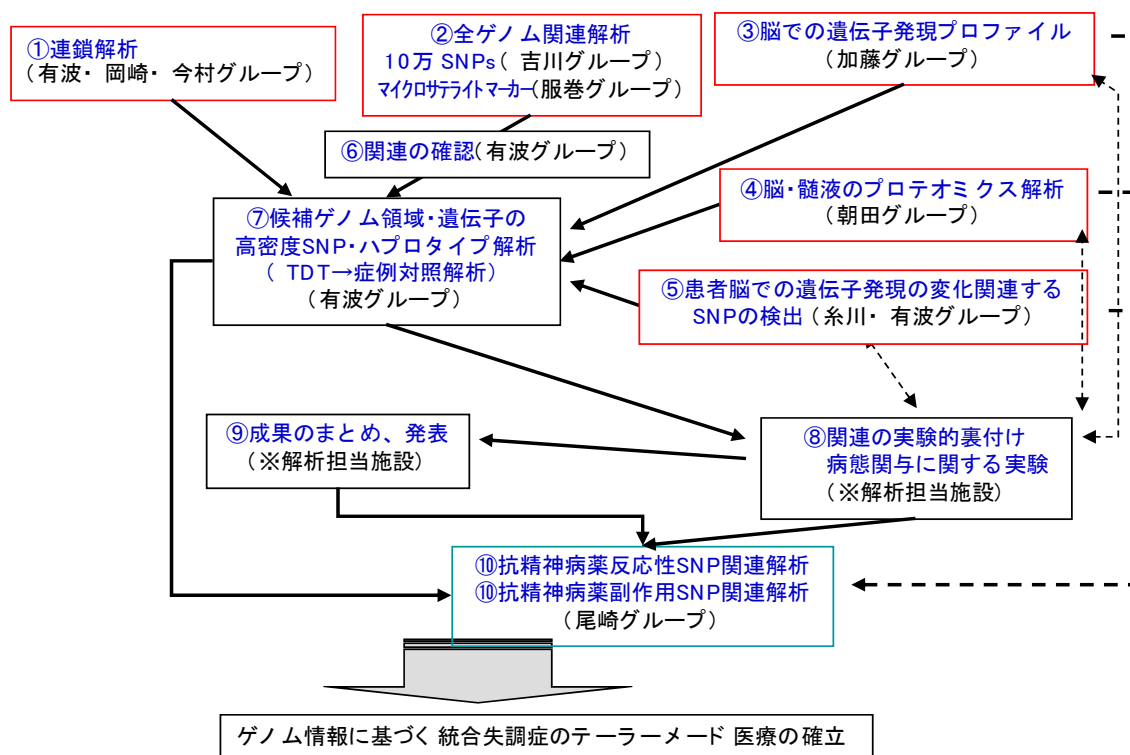 ①連鎖解析
(有波・岡崎・今村グループ)
②全ゲノム関連解析
10万 SNPs( 吉川グループ)
マイクロサテライトマーカー(服巻グループ)
③脳での遺伝子発現プロファイル
(加藤グループ)
⑥関連の確認(有波グループ)
④脳・髄液のプロテオミクス解析
(朝田グループ)
⑦候補ゲノム領域・遺伝子の
高密度SNP・ハプロタイプ解析
( TDT→症例対照解析)
(有波グループ)
⑤患者脳での遺伝子発現の変化関連する
SNPの検出(糸川・有波グループ)
⑨成果のまとめ、発表
(※解析担当施設)
⑧関連の実験的裏付け
病態関与に関する実験
(※解析担当施設)
⑩抗精神病薬反応性SNP関連解析
⑩抗精神病薬副作用SNP関連解析
(尾崎グループ)
ゲノム情報に基づく統合失調症のテーラーメード医療の確立